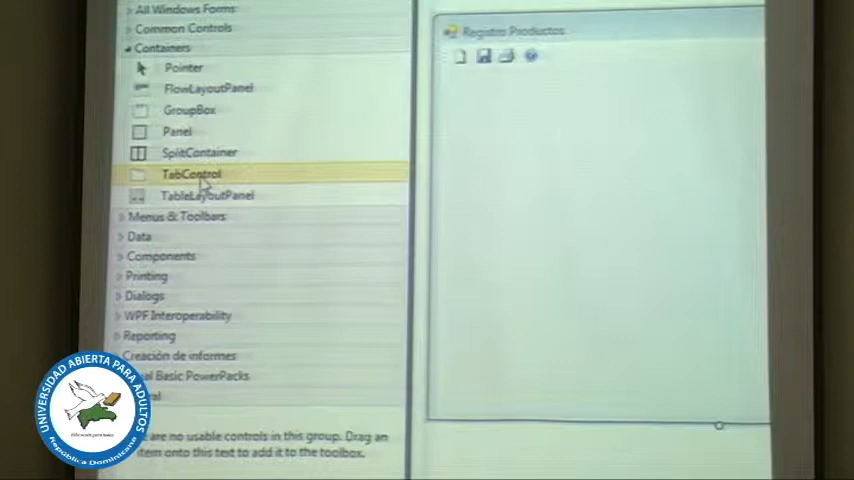 All Windows Forms
Common Controls
Containers
Pointer
FlowLayoutPanel
GroupBox
Panel
SplitContainer
TabControl
TableLayoutPanel
Menus & Toolbars
Data
Components
Printing
Dialogs
WPF Interoperability
Reporting
Creación de informes
al Basic PowerPacks
al
e are no usable controls in this group. Drag an
item onto this text to add it to the toolbox.
Registro Productos
UNIVERSIDAD ABIERTA PARA ADULTOS
República Dominicana